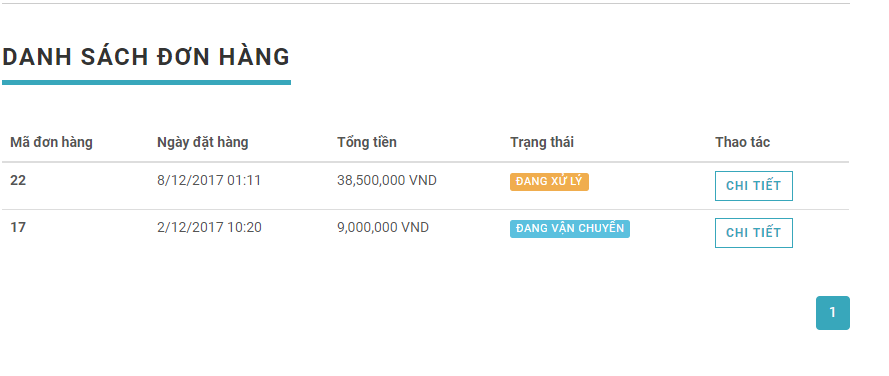 DANH SÁCH ĐƠN HÀNG
Mã đơn hàng Ngày đặt hàng Tổng tiền Trạng thái Thao tác
22 8/12/2017 01:11 38,500,000 VND ĐANG XỬ LÝ CHI TIẾT
17 2/12/2017 10:20 9,000,000 VND ĐANG VẬN CHUYỂN CHI TIẾT
1